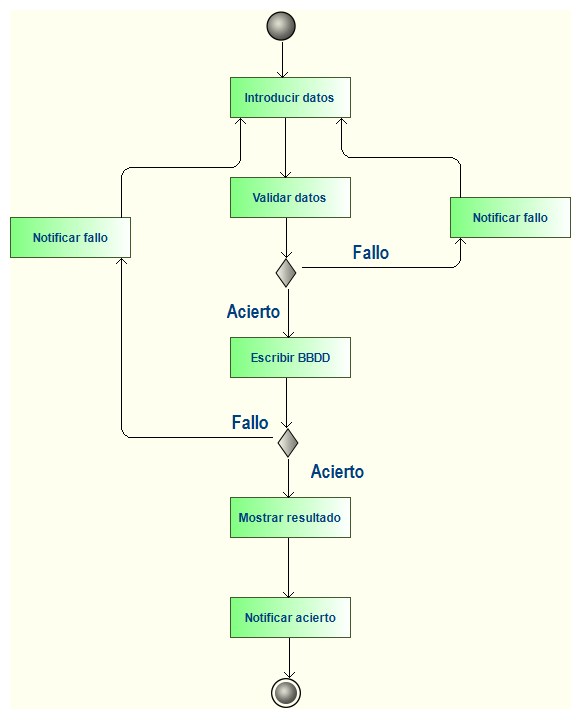 Introducir datos
Validar datos
Notificar fallo
Notificar fallo
Fallo
Acierto
Escribir BBDD
Fallo
Acierto
Mostrar resultado
Notificar acierto